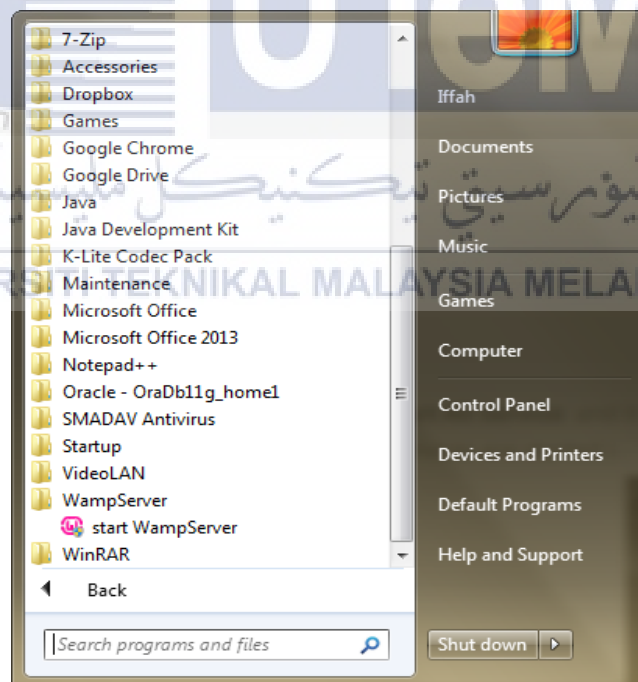 7-Zip
Accessories
Dropbox
Games
Google Chrome
Google Drive
Java
Java Development Kit
K-Lite Codec Pack
Maintenance
Microsoft Office
Microsoft Office 2013
Notepad++
Oracle - OraDb11g_home1
SMADAV Antivirus
Startup
VideoLAN
WampServer
start WampServer
WinRAR
Back
Search programs and files
Iffah
Documents
Pictures
Music
Games
Computer
Control Panel
Devices and Printers
Default Programs
Help and Support
Shut down
تيكنيكل
TEKNIKAL MALAYSIA